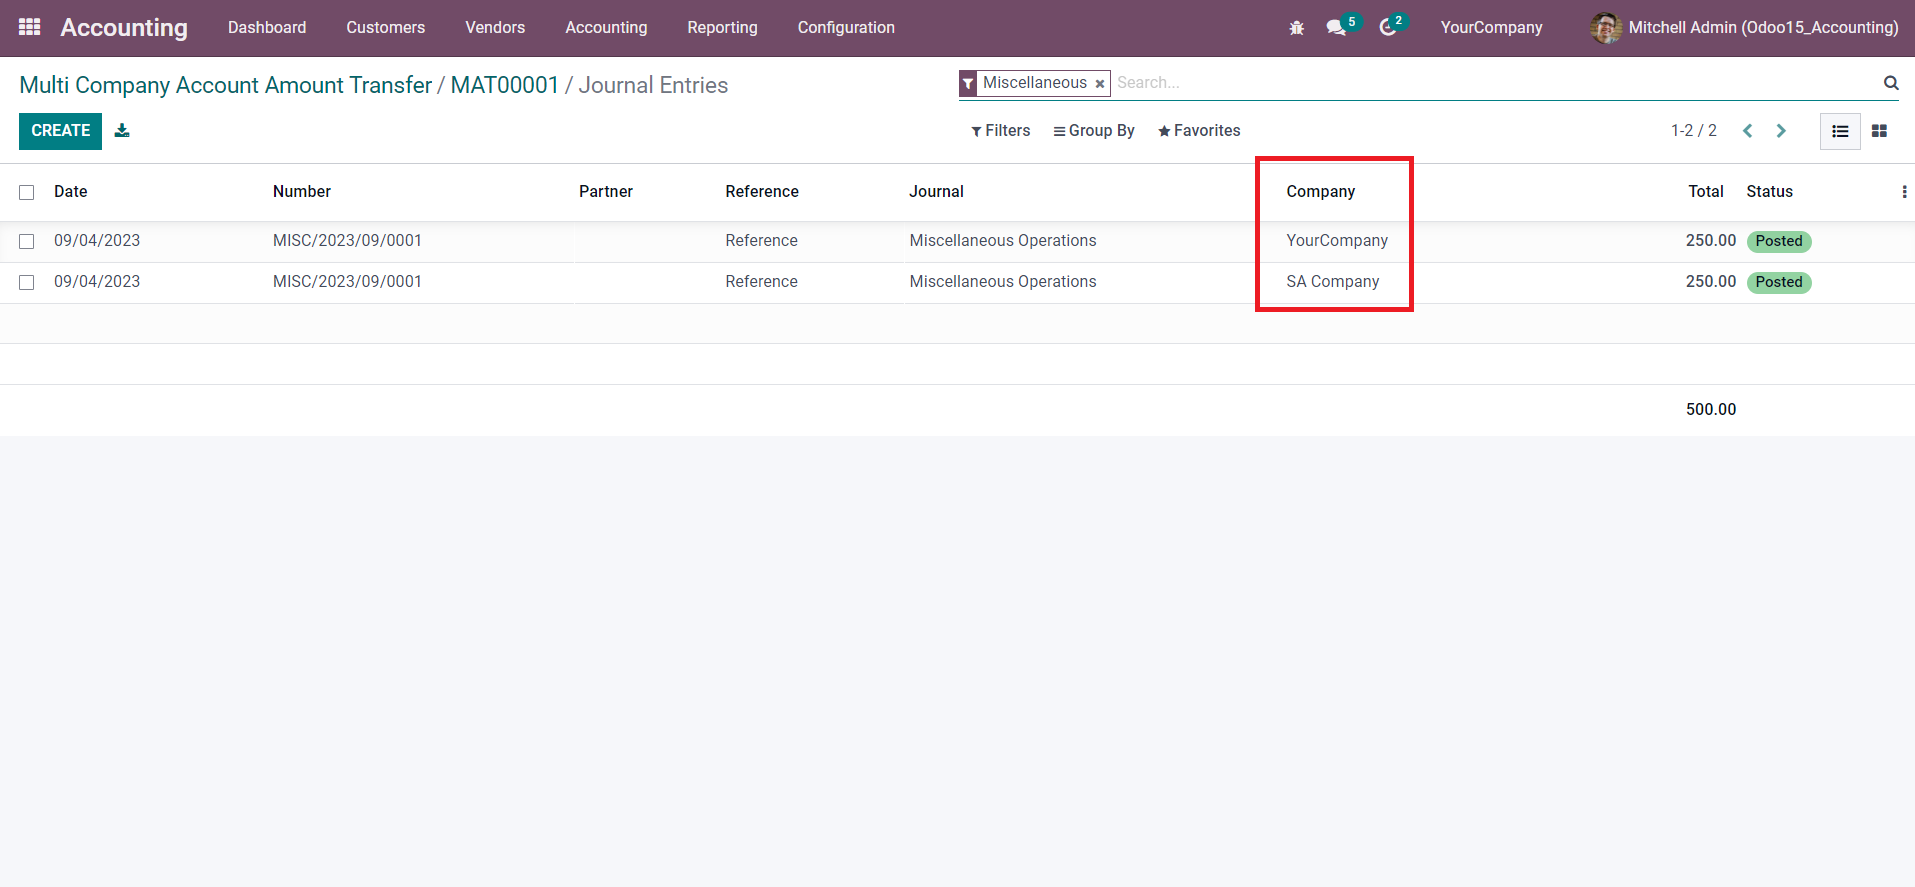 Accounting Dashboard Customers Vendors Accounting Reporting Configuration 5 2 YourCompany Mitchell Admin (Odoo15_Accounting)
Multi Company Account Amount Transfer / MAT00001 / Journal Entries Miscellaneous × Search...
CREATE Filters Group By Favorites 1-2 / 2
Date Number Partner Reference Journal Company Total Status
09/04/2023 MISC/2023/09/0001 Reference Miscellaneous Operations YourCompany 250.00 Posted
09/04/2023 MISC/2023/09/0001 Reference Miscellaneous Operations SA Company 250.00 Posted
500.00